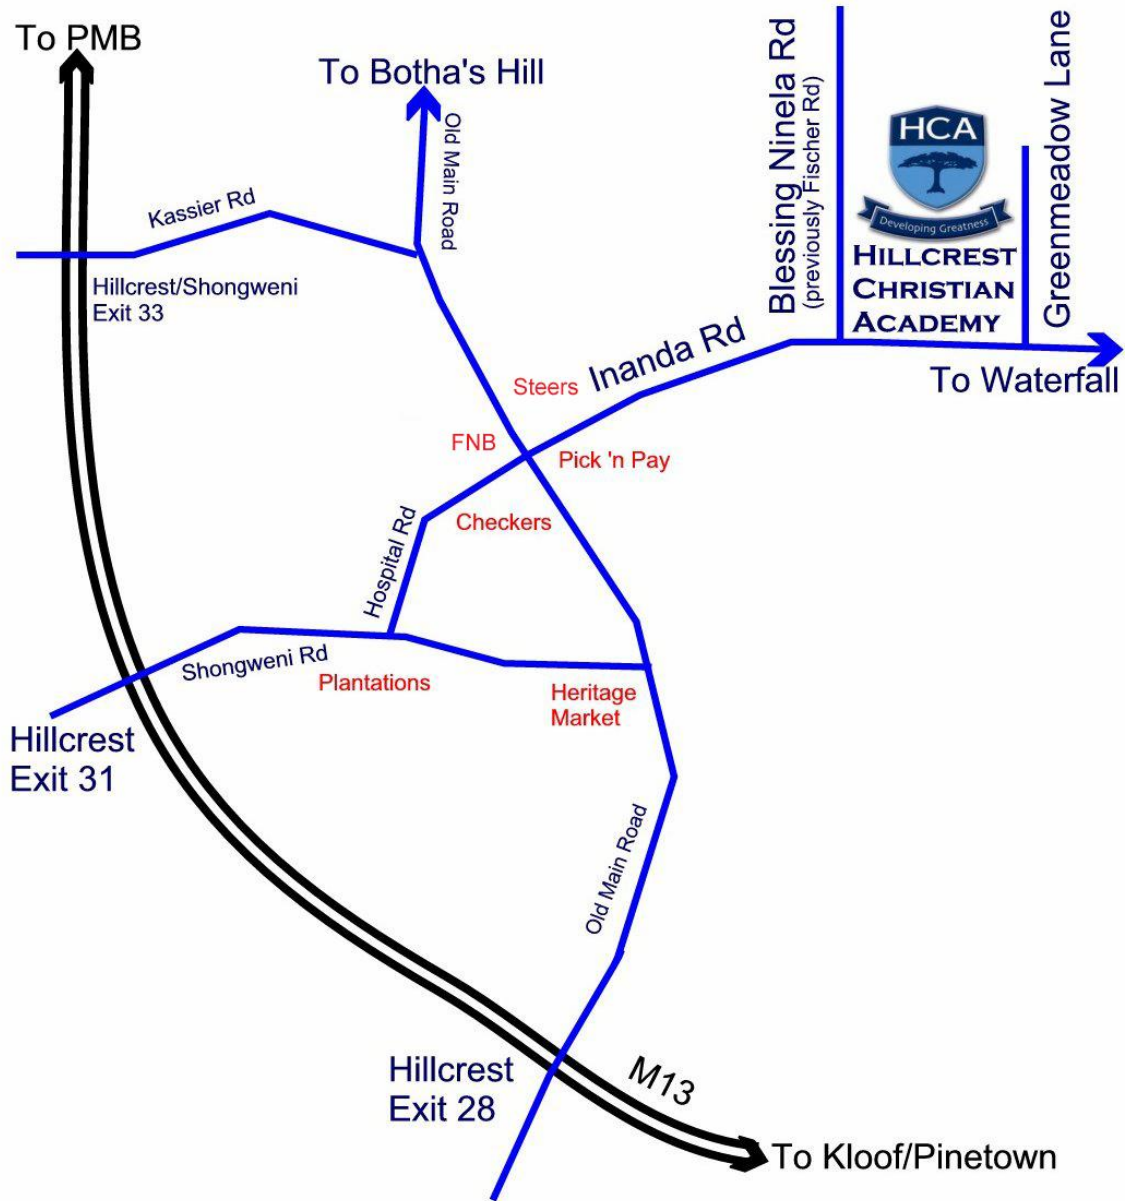 To PMB
To Botha's Hill
Old Main Road
Blessing Ninela Rd
(previously Fischer Rd)
HCA
Developing Greatness
Hillcrest
Christian
Academy
Greenmeadow Lane
Kassier Rd
Hillcrest/Shongweni
Exit 33
Inanda Rd
To Waterfall
Steers
FNB
Pick 'n Pay
Checkers
Hospital Rd
Shongweni Rd
Plantations
Heritage
Market
Hillcrest
Exit 31
Old Main Road
Hillcrest
Exit 28
M13
To Kloof/Pinetown